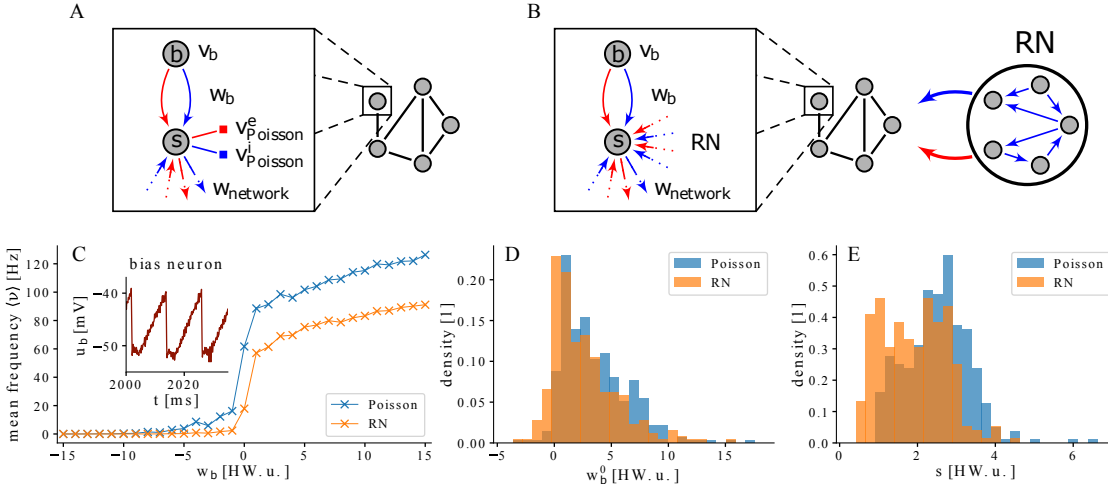 A
b
v_b
w_b
s
v^e_Poisson
v^i_Poisson
w_network
B
b
v_b
w_b
s
RN
w_network
RN
C
mean frequency ⟨ν⟩ [Hz]
120
100
80
60
40
20
0
−15
−10
−5
0
5
10
15
w_b [HW. u.]
bias neuron
u_b [mV]
−40
−50
2000
2020
t [ms]
Poisson
RN
D
density [1]
0.20
0.15
0.10
0.05
0.00
−5
0
5
10
15
w_b^0 [HW. u.]
Poisson
RN
E
density [1]
0.6
0.5
0.4
0.3
0.2
0.1
0.0
0
2
4
6
s [HW. u.]
Poisson
RN